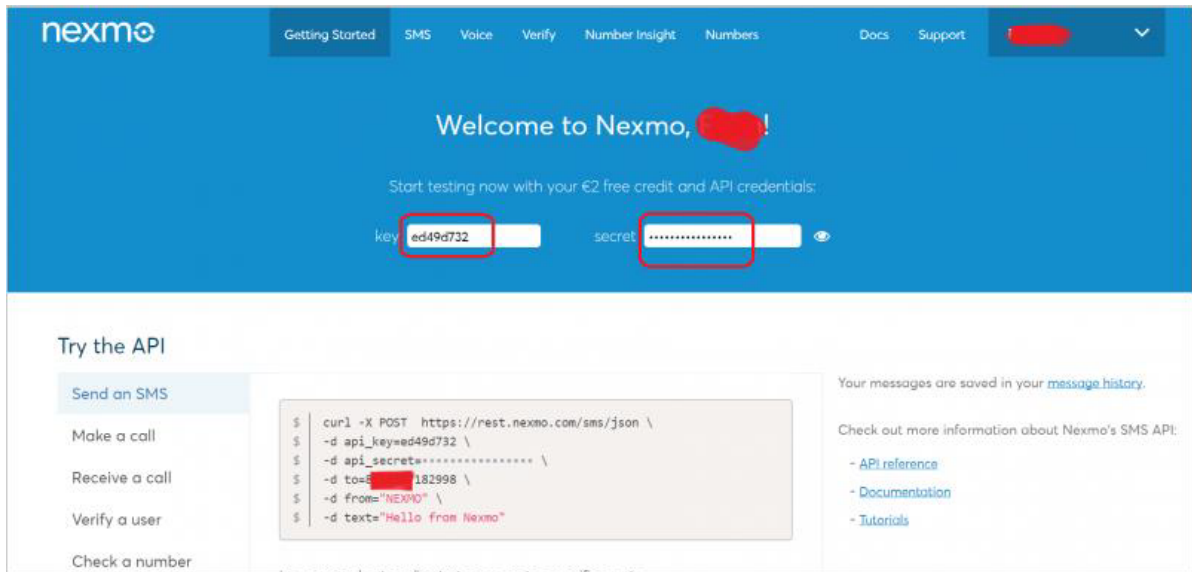 nexmo
Getting Started SMS Voice Verify Number Insight Numbers Docs Support
Welcome to Nexmo, !
Start testing now with your €2 free credit and API credentials:
key ed49d732 secret ••••••••••••••••
Try the API
Send an SMS
Make a call
Receive a call
Verify a user
Check a number
$ curl -X POST https://rest.nexmo.com/sms/json \
$ -d api_key=ed49d732 \
$ -d api_secret=•••••••••••••••• \
$ -d to= 182998 \
$ -d from="NEXMO" \
$ -d text="Hello from Nexmo"
Your messages are saved in your message history.
Check out more information about Nexmo's SMS API:
- API reference
- Documentation
- Tutorials